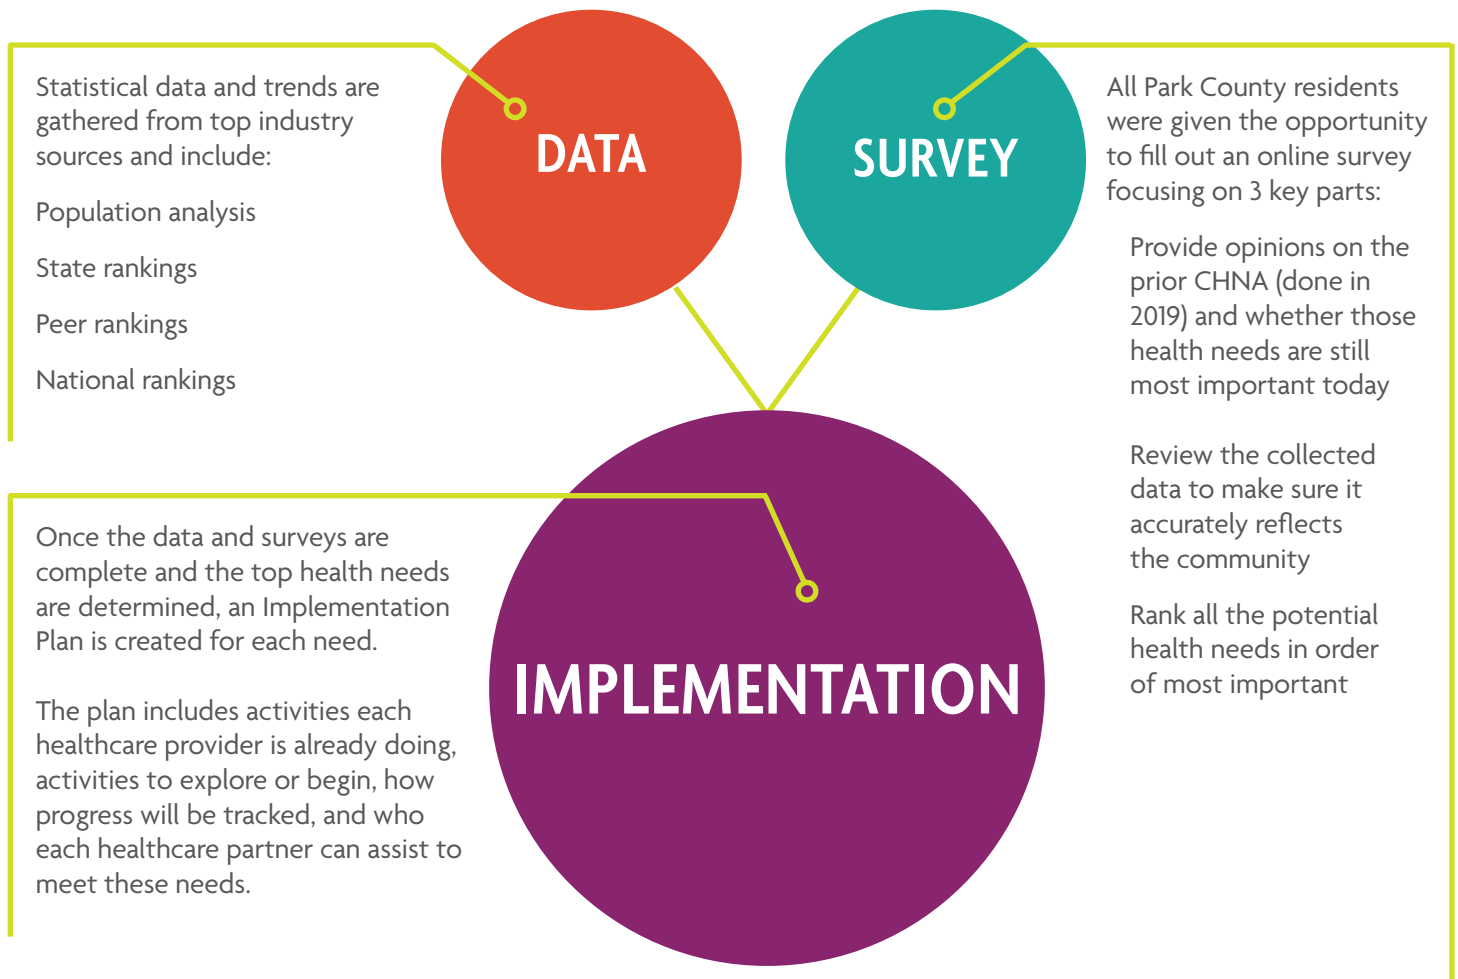 Statistical data and trends are
gathered from top industry
sources and include:
Population analysis
State rankings
Peer rankings
National rankings
DATA
SURVEY
All Park County residents
were given the opportunity
to fill out an online survey
focusing on 3 key parts:
Provide opinions on the
prior CHNA (done in
2019) and whether those
health needs are still
most important today
Review the collected
data to make sure it
accurately reflects
the community
Rank all the potential
health needs in order
of most important
Once the data and surveys are
complete and the top health needs
are determined, an Implementation
Plan is created for each need.
The plan includes activities each
healthcare provider is already doing,
activities to explore or begin, how
progress will be tracked, and who
each healthcare partner can assist to
meet these needs.
IMPLEMENTATION